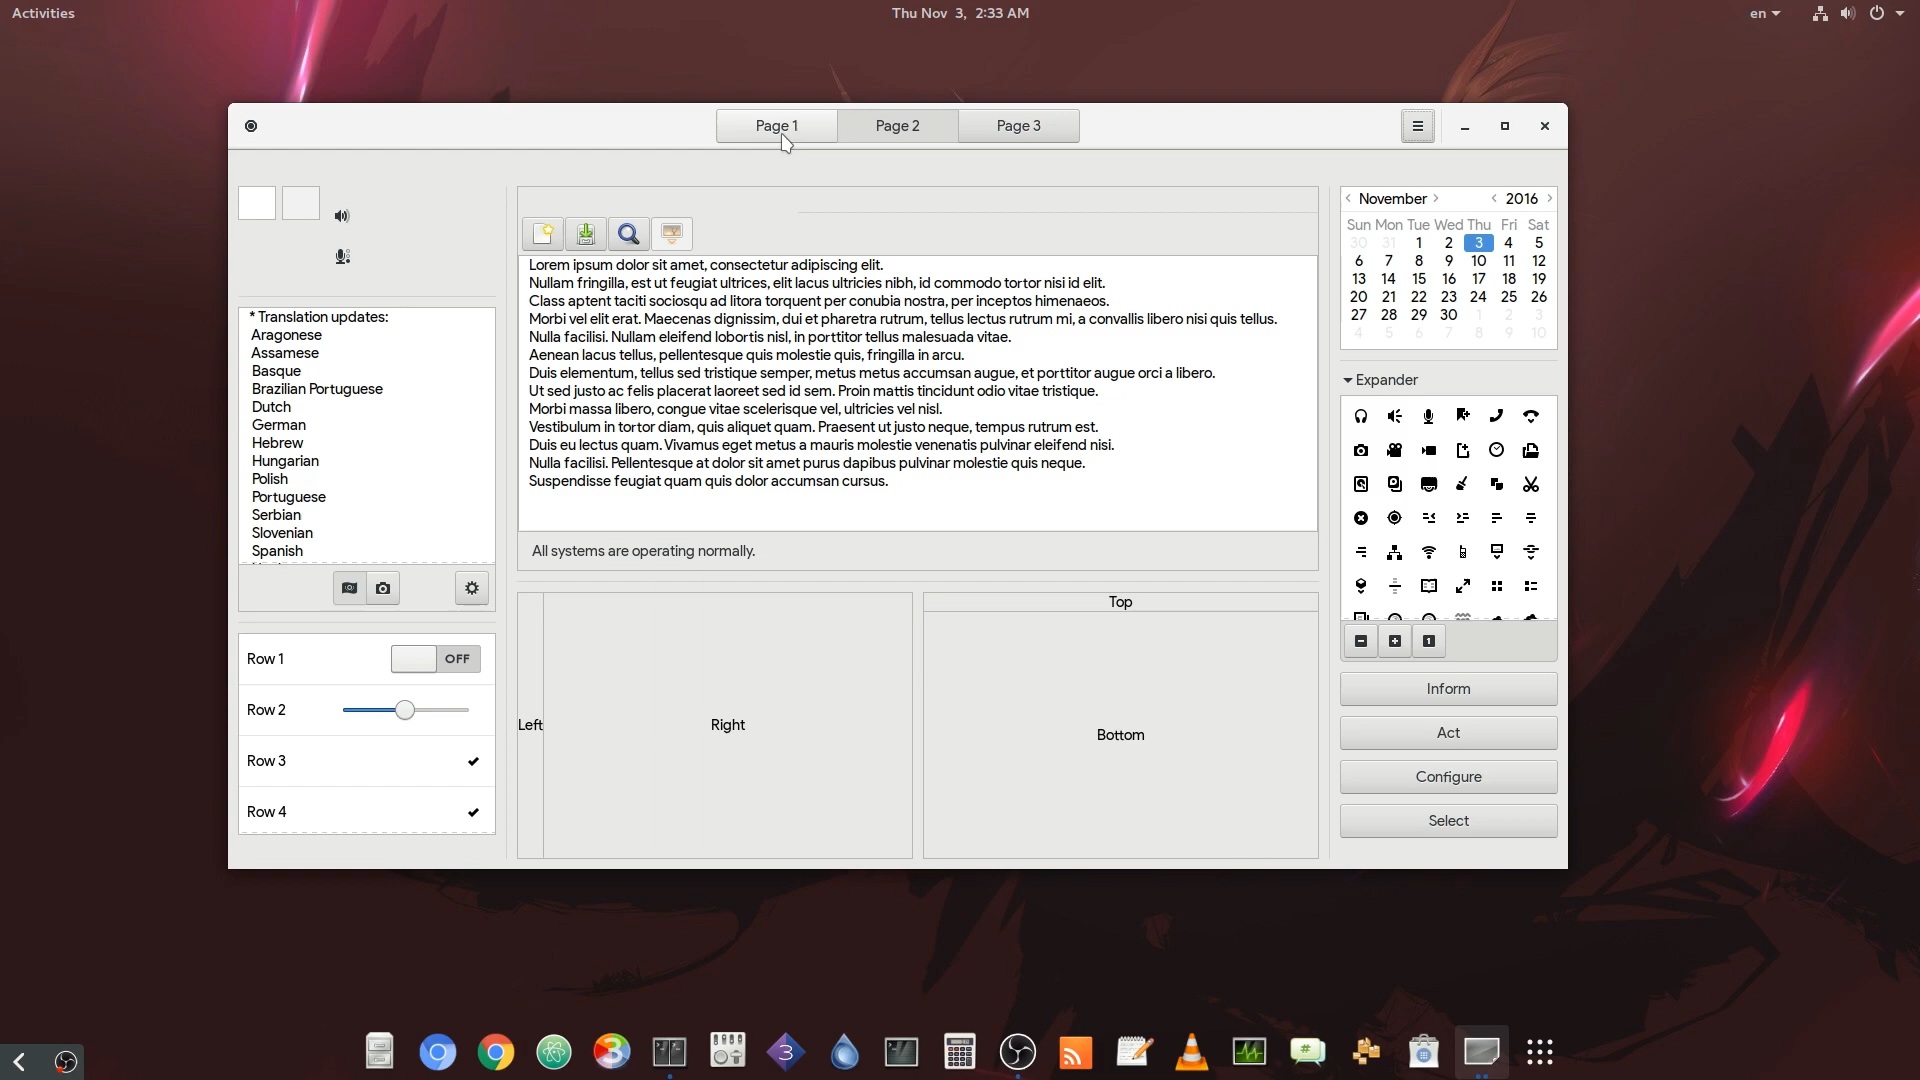 Activities
Thu Nov 3, 2:33 AM
en
Page 1
Page 2
Page 3
* Translation updates:
Aragonese
Assamese
Basque
Brazilian Portuguese
Dutch
German
Hebrew
Hungarian
Polish
Portuguese
Serbian
Slovenian
Spanish
Row 1
OFF
Row 2
Row 3
Row 4
Lorem ipsum dolor sit amet, consectetur adipiscing elit.
Nullam fringilla, est ut feugiat ultrices, elit lacus ultricies nibh, id commodo tortor nisi id elit.
Class aptent taciti sociosqu ad litora torquent per conubia nostra, per inceptos himenaeos.
Morbi vel elit erat. Maecenas dignissim, dui et pharetra rutrum, tellus lectus rutrum mi, a convallis libero nisi quis tellus.
Nulla facilisi. Nullam eleifend lobortis nisl, in porttitor tellus malesuada vitae.
Aenean lacus tellus, pellentesque quis molestie quis, fringilla in arcu.
Duis elementum, tellus sed tristique semper, metus metus accumsan augue, et porttitor augue orci a libero.
Ut sed justo ac felis placerat laoreet sed id sem. Proin mattis tincidunt odio vitae tristique.
Morbi massa libero, congue vitae scelerisque vel, ultricies vel nisl.
Vestibulum in tortor diam, quis aliquet quam. Praesent ut justo neque, tempus rutrum est.
Duis eu lectus quam. Vivamus eget metus a mauris molestie venenatis pulvinar eleifend nisi.
Nulla facilisi. Pellentesque at dolor sit amet purus dapibus pulvinar molestie quis neque.
Suspendisse feugiat quam quis dolor accumsan cursus.
All systems are operating normally.
Left
Right
Top
Bottom
November
2016
Sun Mon Tue Wed Thu Fri Sat
30 31 1 2 3 4 5
6 7 8 9 10 11 12
13 14 15 16 17 18 19
20 21 22 23 24 25 26
27 28 29 30 1 2 3
4 5 6 7 8 9 10
Expander
1
Inform
Act
Configure
Select
3
3
#